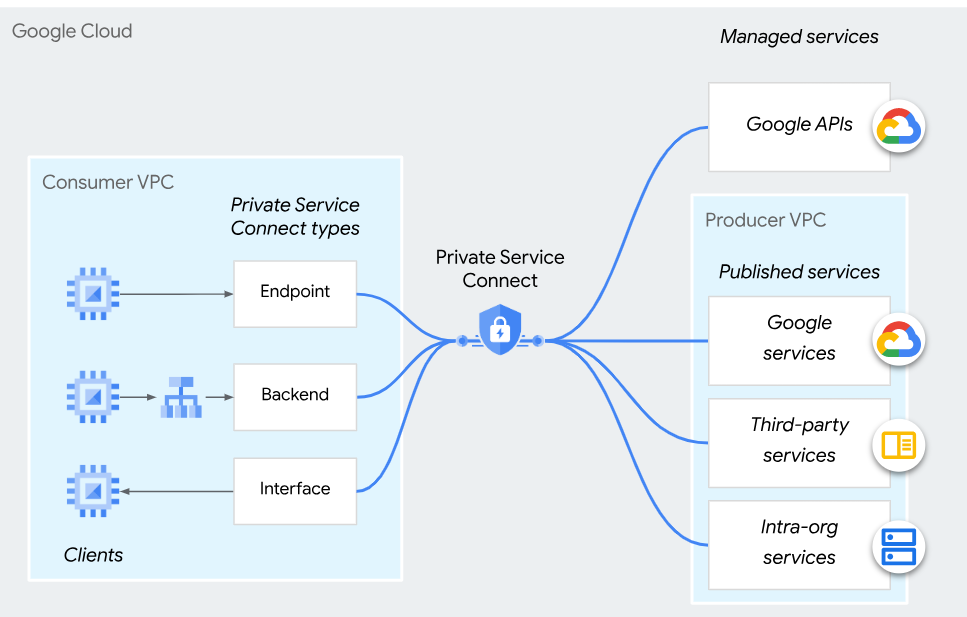 Google Cloud
Managed services
Google APIs
Consumer VPC
Private Service
Connect types
Endpoint
Backend
Interface
Clients
Private Service
Connect
Producer VPC
Published services
Google
services
Third-party
services
Intra-org
services